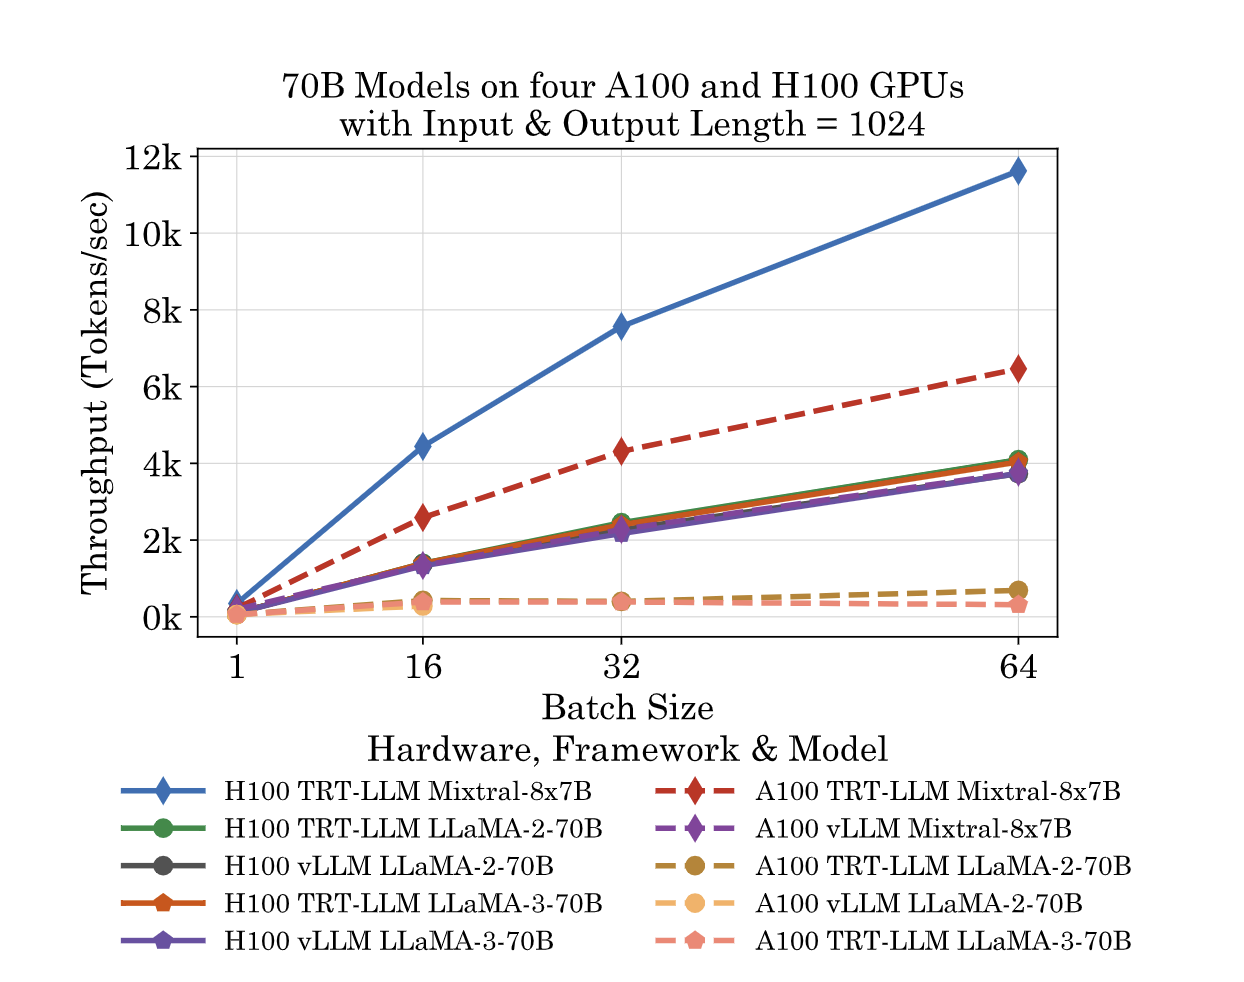 70B Models on four A100 and H100 GPUs
with Input & Output Length = 1024
Throughput (Tokens/sec)
12k
10k
8k
6k
4k
2k
0k
1 16 32 64
Batch Size
Hardware, Framework & Model
H100 TRT-LLM Mixtral-8x7B
H100 TRT-LLM LLaMA-2-70B
H100 vLLM LLaMA-2-70B
H100 TRT-LLM LLaMA-3-70B
H100 vLLM LLaMA-3-70B
A100 TRT-LLM Mixtral-8x7B
A100 vLLM Mixtral-8x7B
A100 TRT-LLM LLaMA-2-70B
A100 vLLM LLaMA-2-70B
A100 TRT-LLM LLaMA-3-70B